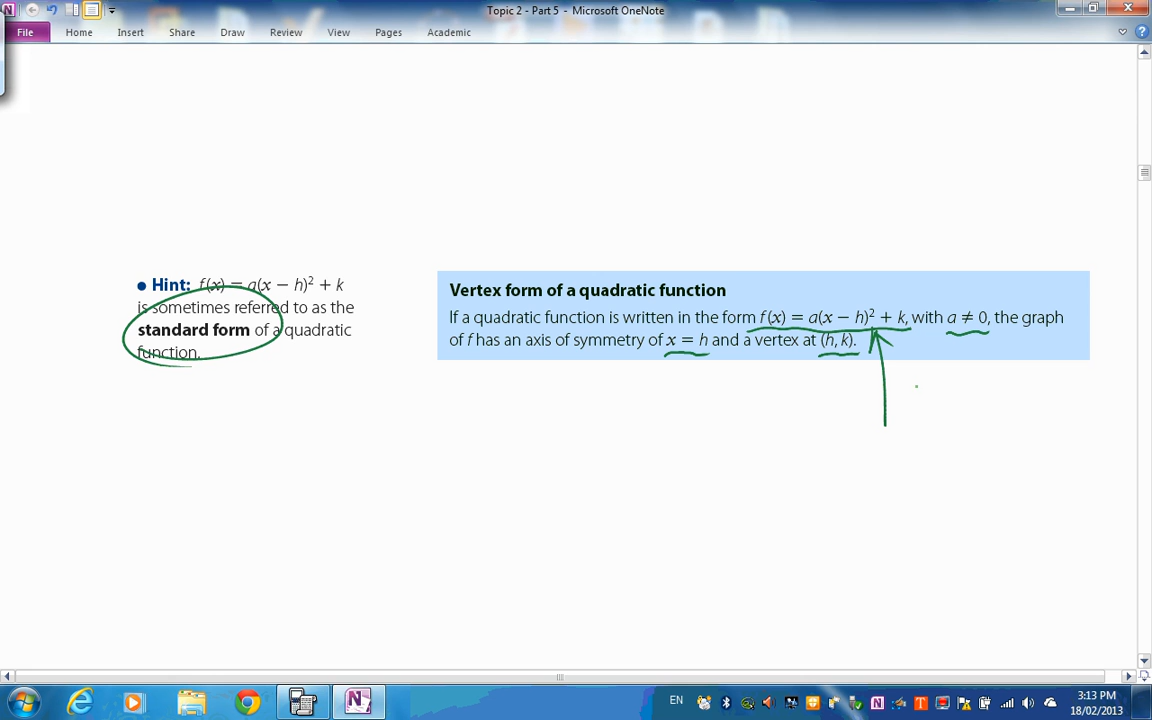 Topic 2 - Part 5 - Microsoft OneNote
File Home Insert Share Draw Review View Pages Academic
• Hint: f(x) = a(x − h)² + k
is sometimes referred to as the
standard form of a quadratic
function.
Vertex form of a quadratic function
If a quadratic function is written in the form f(x) = a(x − h)² + k, with a ≠ 0, the graph
of f has an axis of symmetry of x = h and a vertex at (h, k).
EN
3:13 PM
18/02/2013